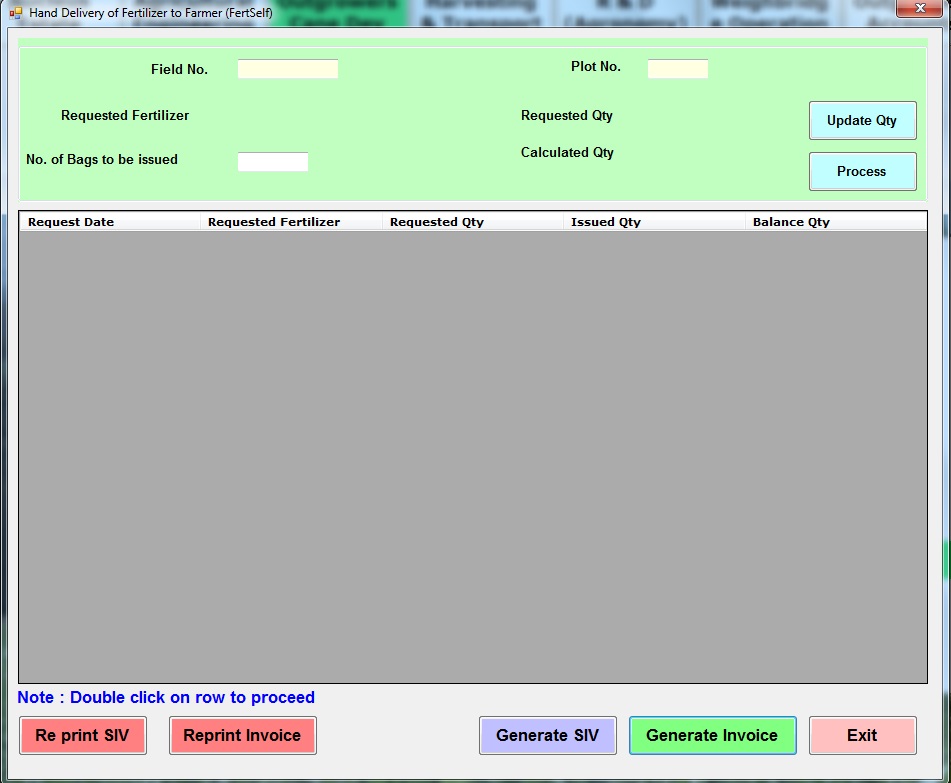 Hand Delivery of Fertilizer to Farmer (FertSelf)
Field No.
Plot No.
Requested Fertilizer
Requested Qty
Update Qty
No. of Bags to be issued
Calculated Qty
Process
Request Date Requested Fertilizer Requested Qty Issued Qty Balance Qty
Note : Double click on row to proceed
Re print SIV Reprint Invoice Generate SIV Generate Invoice Exit